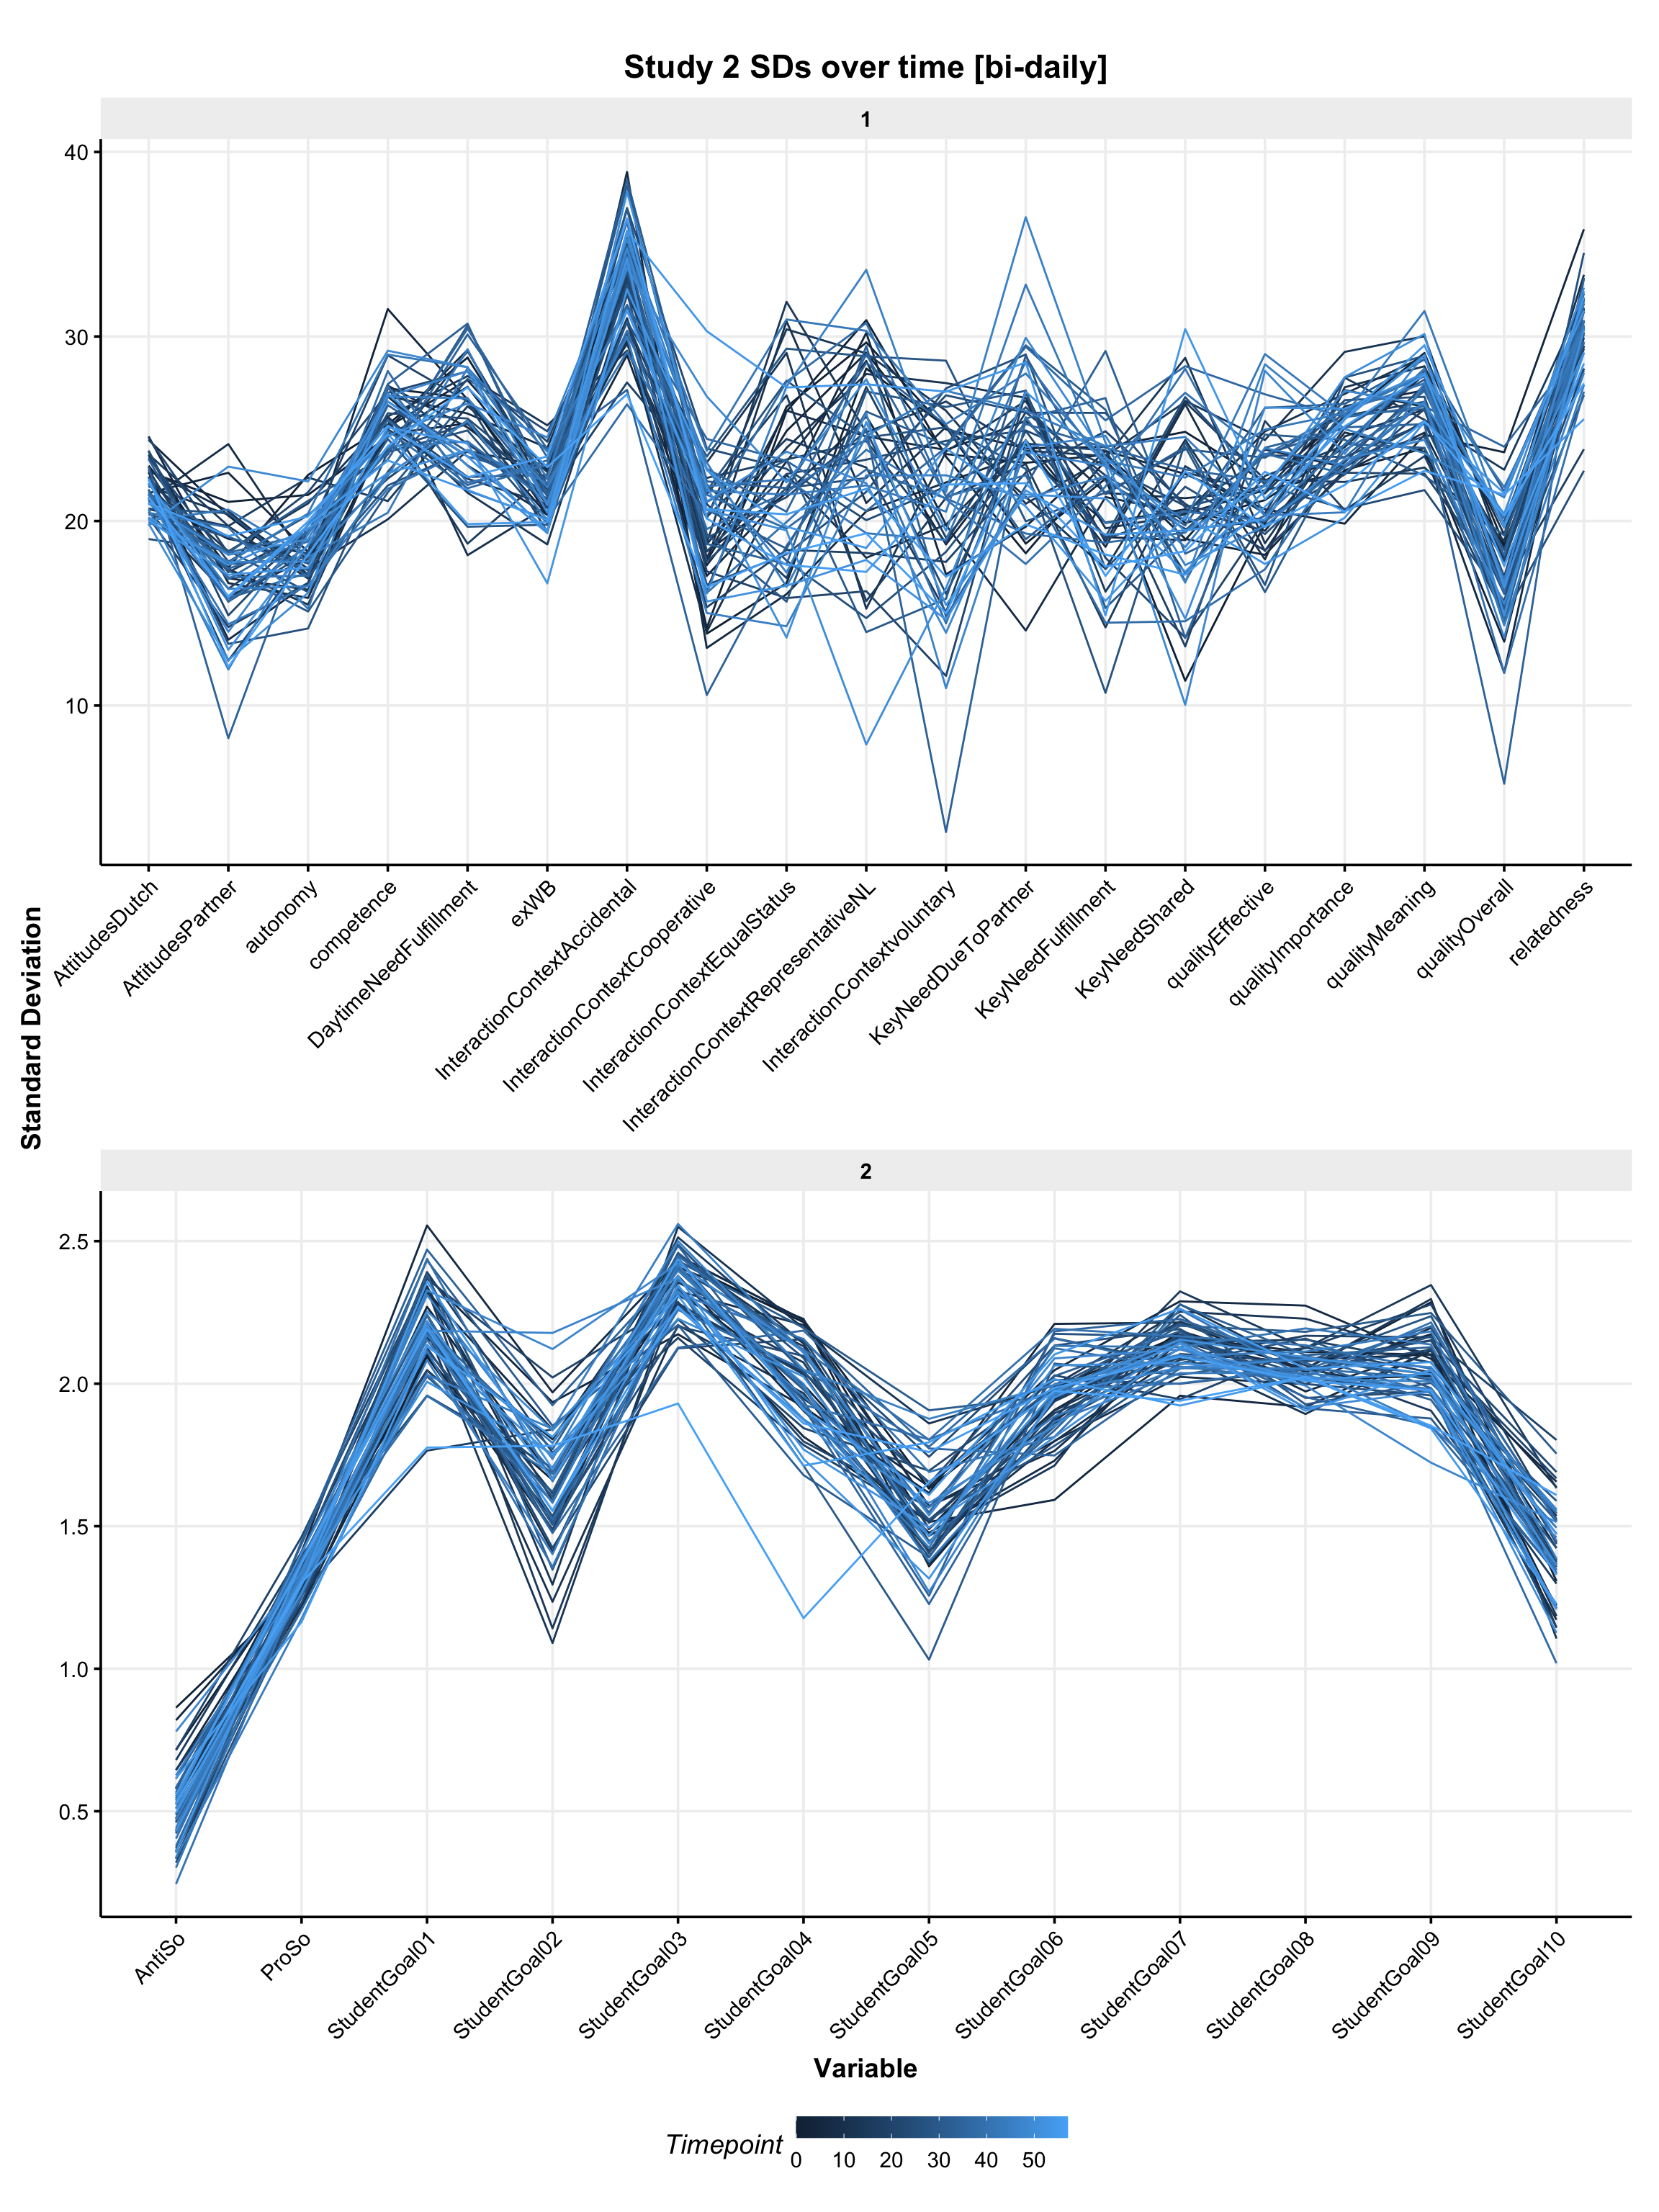 Study 2 SDs over time [bi-daily]
1
40
30
20
10
AttitudesDutch
AttitudesPartner
autonomy
competence
DaytimeNeedFulfillment
exWB
InteractionContextAccidental
InteractionContextCooperative
InteractionContextEqualStatus
InteractionContextRepresentativeNL
InteractionContextvoluntary
KeyNeedDueToPartner
KeyNeedFulfillment
KeyNeedShared
qualityEffective
qualityImportance
qualityMeaning
qualityOverall
relatedness
Standard Deviation
2
2.5
2.0
1.5
1.0
0.5
AntiSo
ProSo
StudentGoal01
StudentGoal02
StudentGoal03
StudentGoal04
StudentGoal05
StudentGoal06
StudentGoal07
StudentGoal08
StudentGoal09
StudentGoal10
Variable
Timepoint
0 10 20 30 40 50